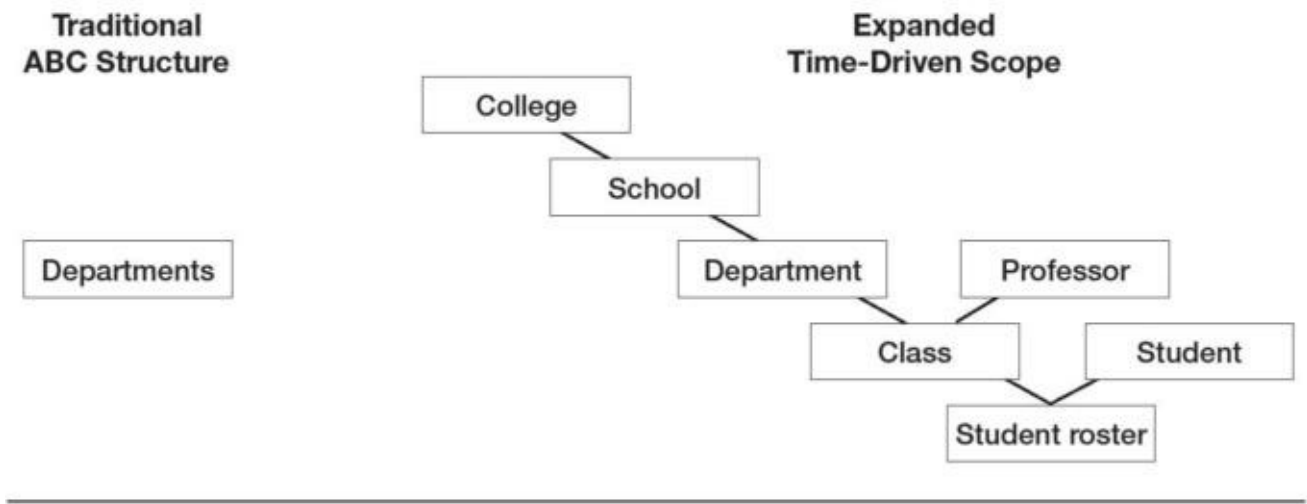 Traditional
ABC Structure
Expanded
Time-Driven Scope
College
School
Departments
Department
Professor
Class
Student
Student roster